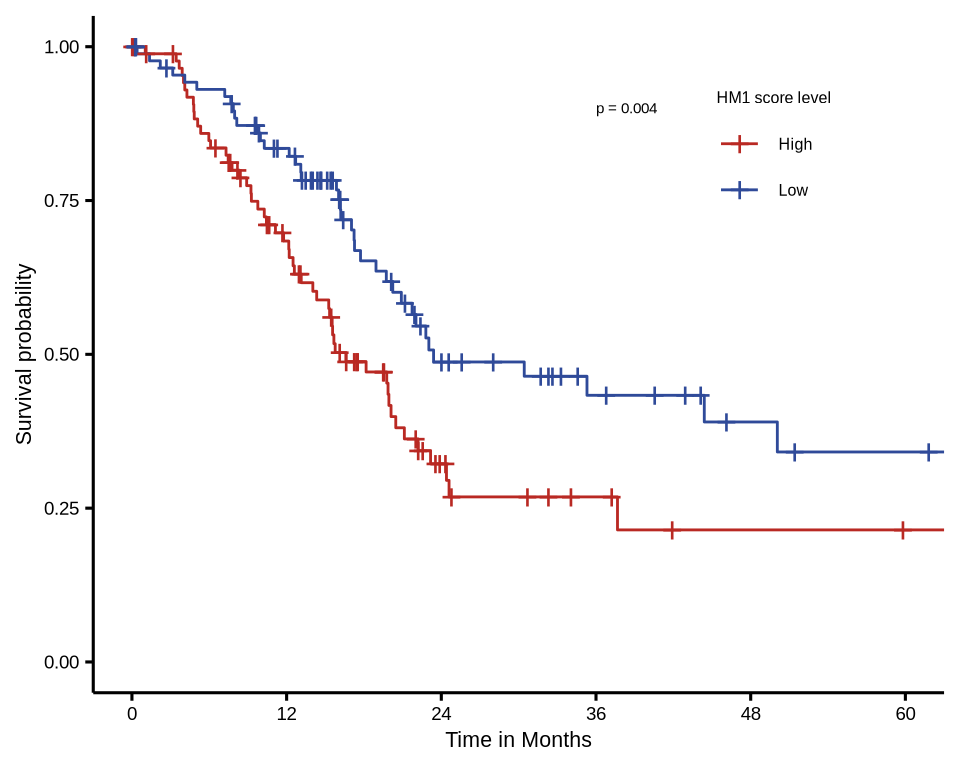 1.00
0.75
0.50
0.25
0.00
Survival probability
p = 0.004
HM1 score level
High
Low
0 12 24 36 48 60
Time in Months